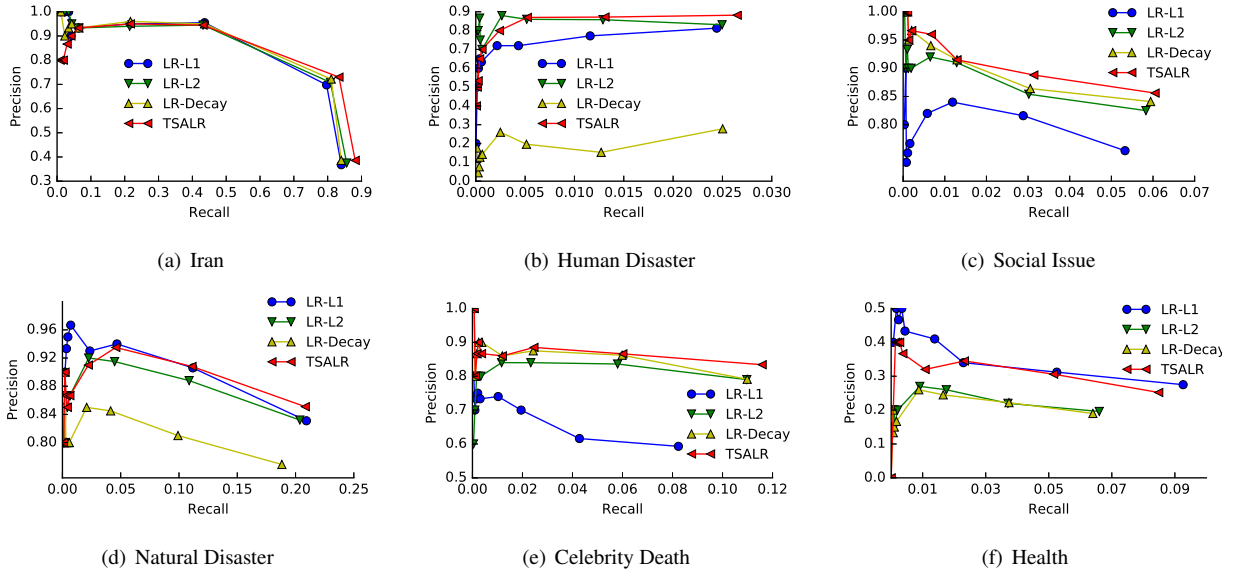 1.0
0.9
0.8
0.7
0.6
0.5
0.4
0.3
Precision
0.0 0.1 0.2 0.3 0.4 0.5 0.6 0.7 0.8 0.9
Recall
LR-L1
LR-L2
LR-Decay
TSALR
(a) Iran
0.9
0.8
0.7
0.6
0.5
0.4
0.3
0.2
0.1
0.0
Precision
0.000 0.005 0.010 0.015 0.020 0.025 0.030
Recall
LR-L1
LR-L2
LR-Decay
TSALR
(b) Human Disaster
1.00
0.95
0.90
0.85
0.80
Precision
0.00 0.01 0.02 0.03 0.04 0.05 0.06 0.07
Recall
LR-L1
LR-L2
LR-Decay
TSALR
(c) Social Issue
0.96
0.92
0.88
0.84
0.80
Precision
0.00 0.05 0.10 0.15 0.20 0.25
Recall
LR-L1
LR-L2
LR-Decay
TSALR
(d) Natural Disaster
1.0
0.9
0.8
0.7
0.6
0.5
Precision
0.00 0.02 0.04 0.06 0.08 0.10 0.12
Recall
LR-L1
LR-L2
LR-Decay
TSALR
(e) Celebrity Death
0.5
0.4
0.3
0.2
0.1
0.0
Precision
0.01 0.03 0.05 0.07 0.09
Recall
LR-L1
LR-L2
LR-Decay
TSALR
(f) Health